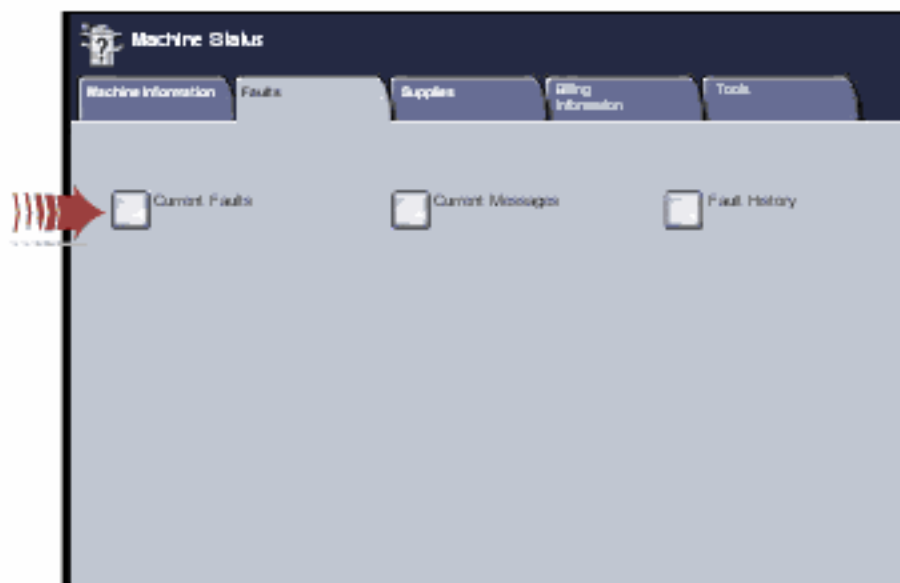 Machine Status
Machine Information
Faults
Supplies
Billing
Information
Tools
Current Faults
Current Messages
Fault History